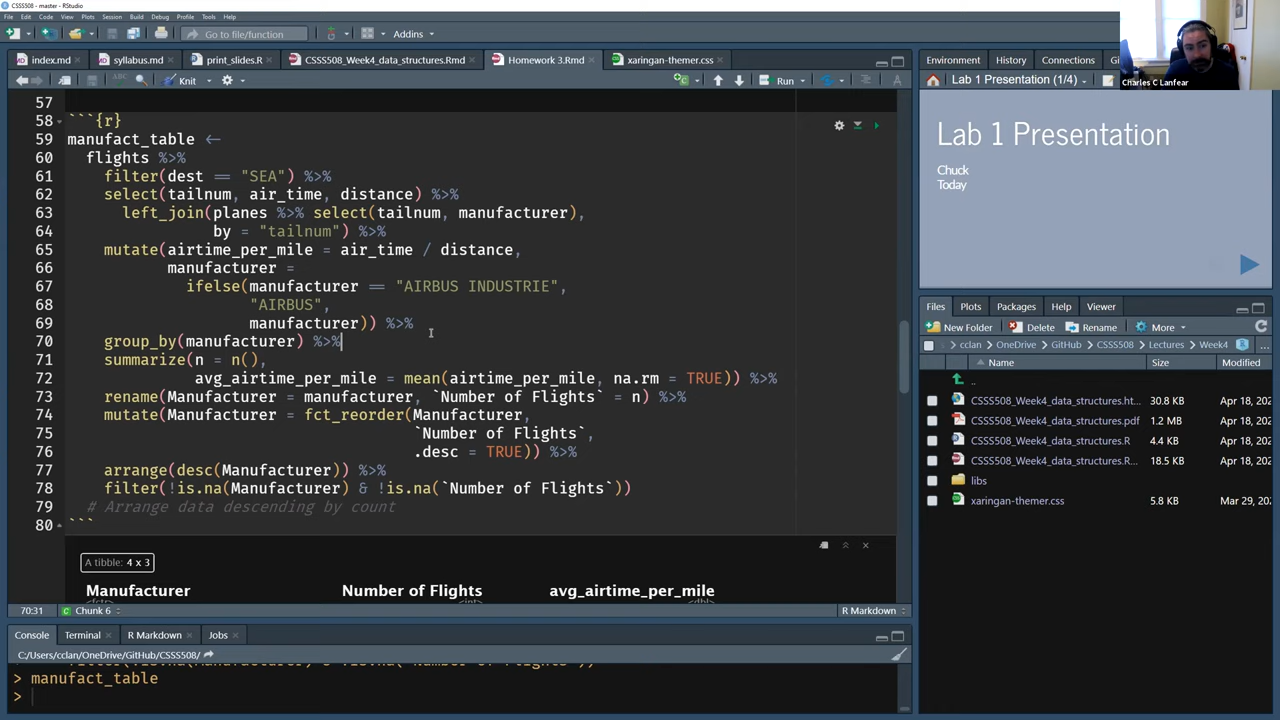 CSSS508 - master - RStudio
File Edit Code View Plots Session Build Debug Profile Tools Help
Go to file/function
Addins
index.md
syllabus.md
print_slides.R
CSSS508_Week4_data_structures.Rmd
Homework 3.Rmd
xaringan-themer.css
Knit
Run
57
58 ```{r}
59 manufact_table <-
60 flights %>%
61 filter(dest == "SEA") %>%
62 select(tailnum, air_time, distance) %>%
63 left_join(planes %>% select(tailnum, manufacturer),
64 by = "tailnum") %>%
65 mutate(airtime_per_mile = air_time / distance,
66 manufacturer =
67 ifelse(manufacturer == "AIRBUS INDUSTRIE",
68 "AIRBUS",
69 manufacturer)) %>%
70 group_by(manufacturer) %>%
71 summarize(n = n(),
72 avg_airtime_per_mile = mean(airtime_per_mile, na.rm = TRUE)) %>%
73 rename(Manufacturer = manufacturer, `Number of Flights` = n) %>%
74 mutate(Manufacturer = fct_reorder(Manufacturer,
75 `Number of Flights`,
76 .desc = TRUE)) %>%
77 arrange(desc(Manufacturer)) %>%
78 filter(!is.na(Manufacturer) & !is.na(`Number of Flights`))
79 # Arrange data descending by count
80 ```
A tibble: 4 x 3
Manufacturer Number of Flights avg_airtime_per_mile
70:31 Chunk 6 R Markdown
Console Terminal R Markdown Jobs
C:/Users/cclan/OneDrive/GitHub/CSSS508/
> manufact_table
>
Environment History Connections
Lab 1 Presentation (1/4)
Charles C Lanfear
Lab 1 Presentation
Chuck
Today
Files Plots Packages Help Viewer
New Folder Delete Rename More
cclan OneDrive GitHub CSSS508 Lectures Week4 ...
Name Size Modified
..
CSSS508_Week4_data_structures.ht... 30.8 KB Apr 18, 202
CSSS508_Week4_data_structures.pdf 1.2 MB Apr 18, 202
CSSS508_Week4_data_structures.R 4.4 KB Apr 18, 202
CSSS508_Week4_data_structures.R... 18.5 KB Apr 18, 202
libs
xaringan-themer.css 5.8 KB Mar 29, 202